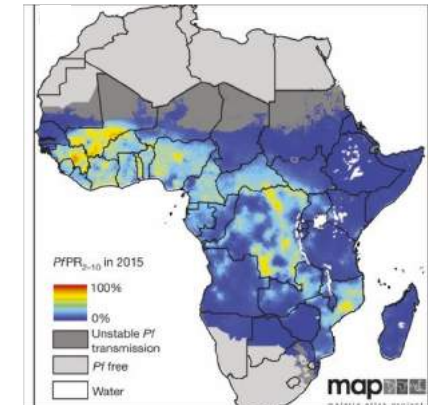 PfPR2-10 in 2015
100%
0%
Unstable Pf
transmission
Pf free
Water
map